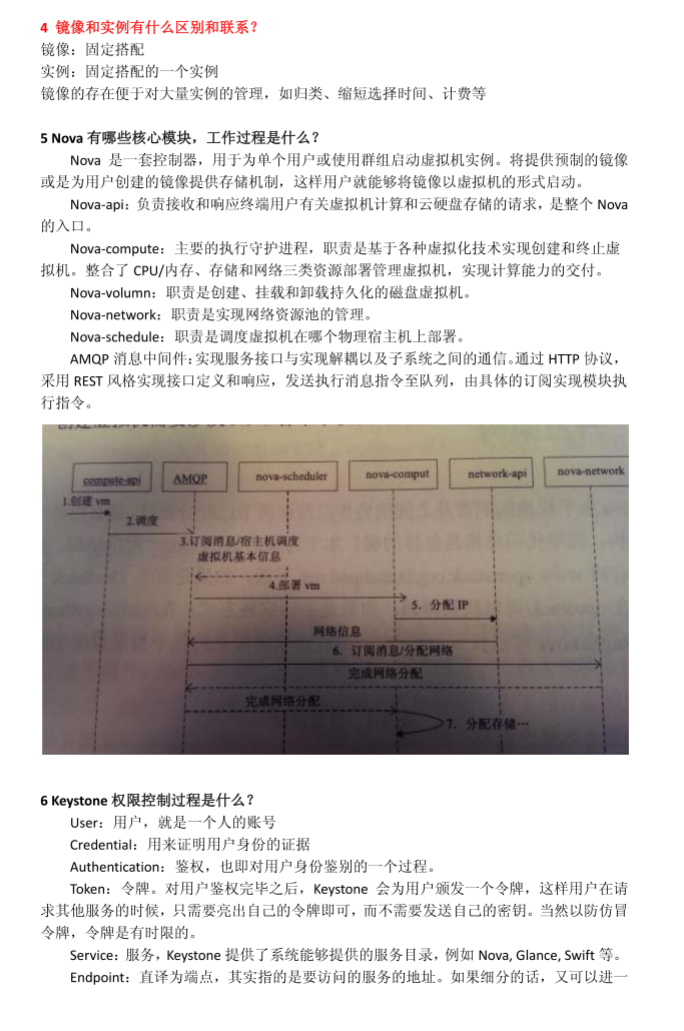 4 镜像和实例有什么区别和联系？
镜像：固定搭配
实例：固定搭配的一个实例
镜像的存在便于对大量实例的管理，如归类、缩短选择时间、计费等
5 Nova 有哪些核心模块，工作过程是什么？
Nova 是一套控制器，用于为单个用户或使用群组启动虚拟机实例。将提供预制的镜像
或是为用户创建的镜像提供存储机制，这样用户就能够将镜像以虚拟机的形式启动。
Nova-api：负责接收和响应终端用户有关虚拟机计算和云硬盘存储的请求，是整个 Nova
的入口。
Nova-compute：主要的执行守护进程，职责是基于各种虚拟化技术实现创建和终止虚
拟机。整合了 CPU/内存、存储和网络三类资源部署管理虚拟机，实现计算能力的交付。
Nova-volumn：职责是创建、挂载和卸载持久化的磁盘虚拟机。
Nova-network：职责是实现网络资源池的管理。
Nova-schedule：职责是调度虚拟机在哪个物理宿主机上部署。
AMQP 消息中间件：实现服务接口与实现解耦以及子系统之间的通信。通过 HTTP 协议，
采用 REST 风格实现接口定义和响应，发送执行消息指令至队列，由具体的订阅实现模块执
行指令。
compute-api AMQP nova-scheduler nova-comput network-api nova-network
1.创建 vm
2.调度
3.订阅消息/宿主机调度
虚拟机基本信息
4.部署 vm
5. 分配 IP
网络信息
6. 订阅消息/分配网络
完成网络分配
完成网络分配
7. 分配存储…
6 Keystone 权限控制过程是什么？
User：用户，就是一个人的账号
Credential：用来证明用户身份的证据
Authentication：鉴权，也即对用户身份鉴别的一个过程。
Token：令牌。对用户鉴权完毕之后，Keystone 会为用户颁发一个令牌，这样用户在请
求其他服务的时候，只需要亮出自己的令牌即可，而不需要发送自己的密钥。当然以防仿冒
令牌，令牌是有时限的。
Service：服务，Keystone 提供了系统能够提供的服务目录，例如 Nova, Glance, Swift 等。
Endpoint：直译为端点，其实指的是要访问的服务的地址。如果细分的话，又可以进一